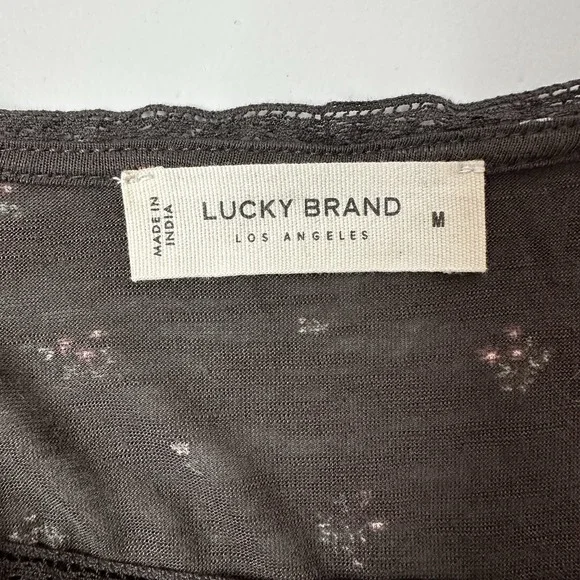 MADE IN
INDIA
LUCKY BRAND
LOS ANGELES
M